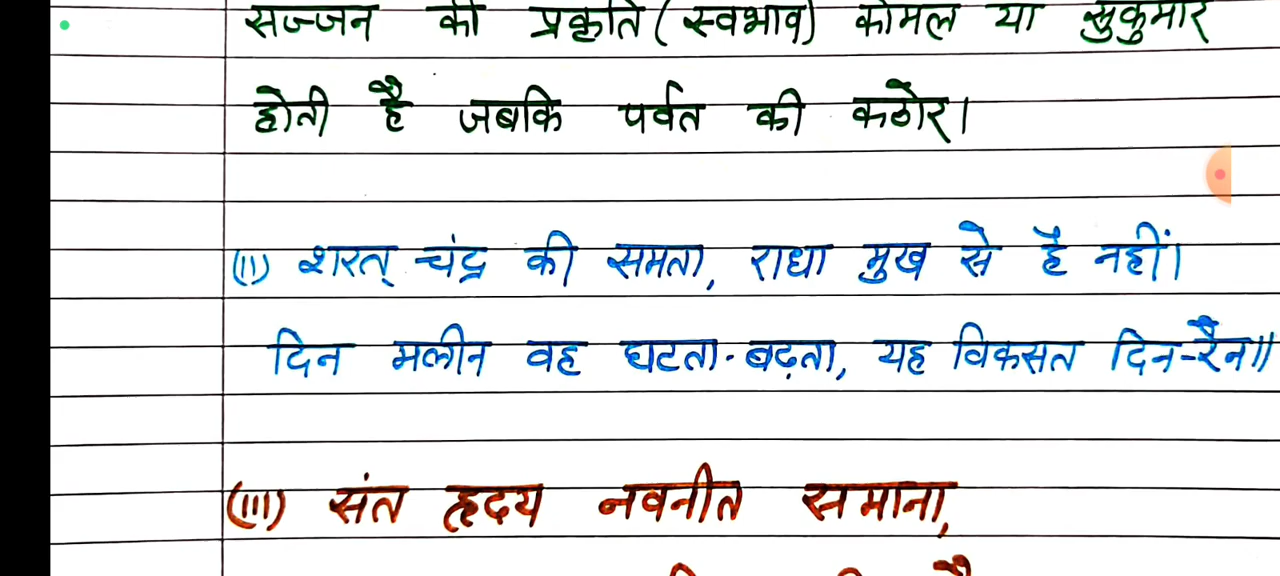 सज्जन की प्रकृति (स्वभाव) कोमल या सुकुमार
होती है जबकि पर्वत की कठोर।
(ii) शरत् चंद्र की समता, राधा मुख से है नहीं।
दिन मलीन वह घटता-बढ़ता, यह विकसत दिन-रैन॥
(iii) संत हृदय नवनीत समाना,